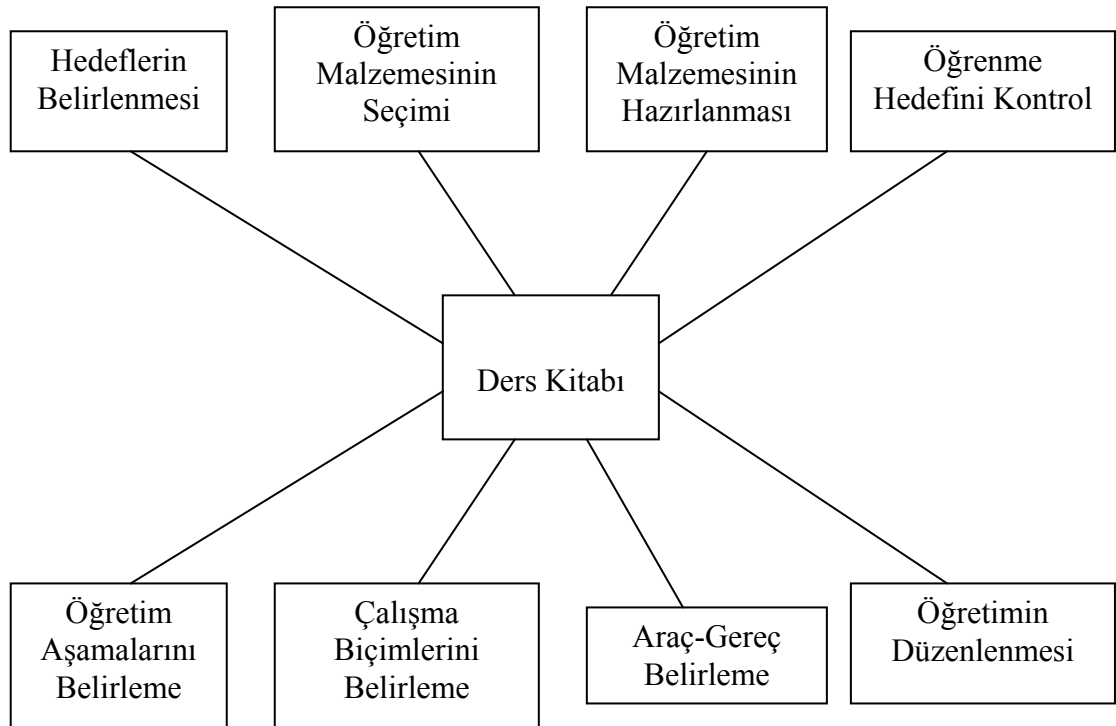 Hedeflerin
Belirlenmesi
Öğretim
Malzemesinin
Seçimi
Öğretim
Malzemesinin
Hazırlanması
Öğrenme
Hedefini Kontrol
Ders Kitabı
Öğretim
Aşamalarını
Belirleme
Çalışma
Biçimlerini
Belirleme
Araç-Gereç
Belirleme
Öğretimin
Düzenlenmesi